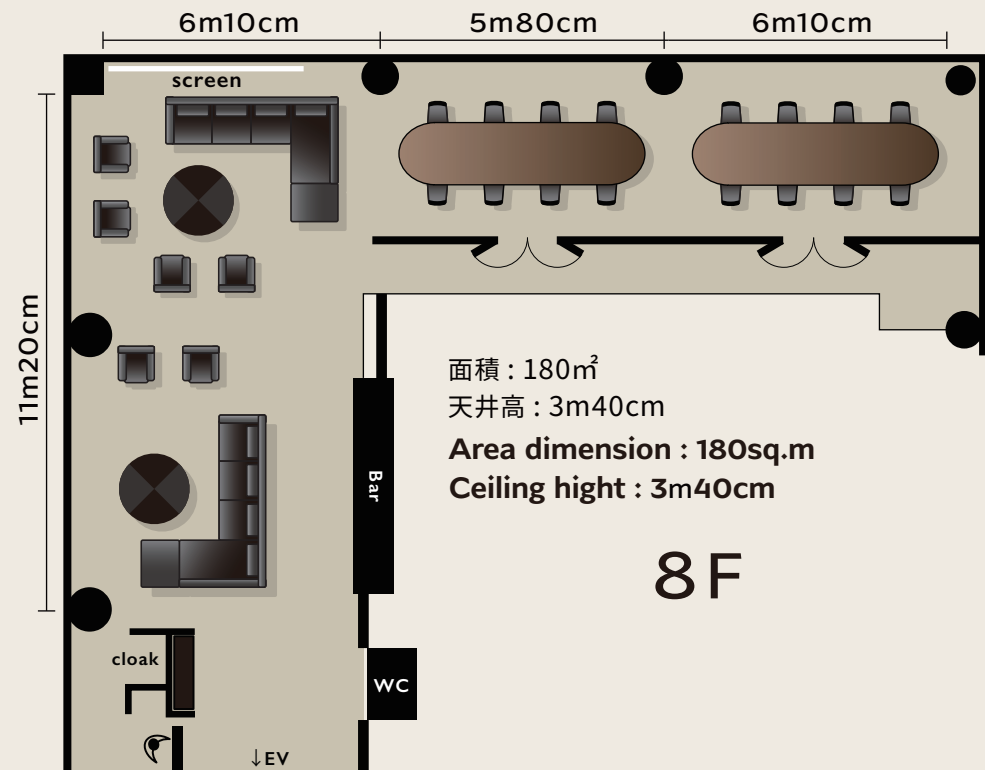 6m10cm
5m80cm
6m10cm
screen
11m20cm
面積 : 180㎡
天井高 : 3m40cm
Area dimension : 180sq.m
Ceiling hight : 3m40cm
Bar
8F
cloak
WC
↓EV